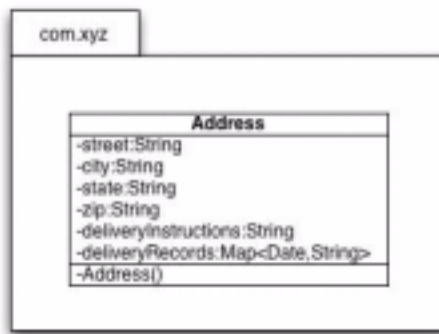 com.xyz
Address
-street:String
-city:String
-state:String
-zip:String
-deliveryInstructions:String
-deliveryRecords:Map<Date,String>
-Address()